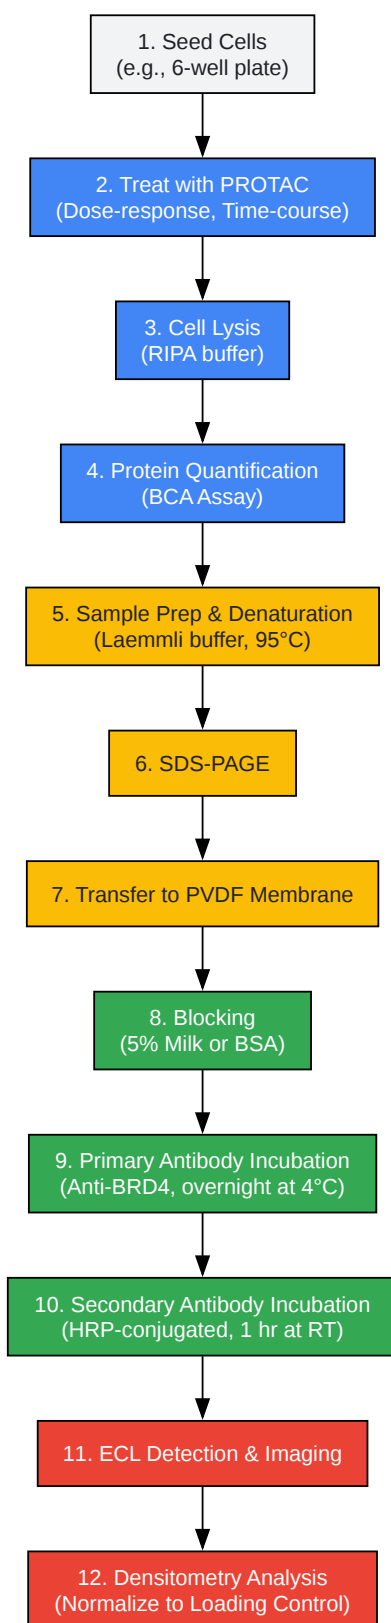 1. Seed Cells
(e.g., 6-well plate)
2. Treat with PROTAC
(Dose-response, Time-course)
3. Cell Lysis
(RIPA buffer)
4. Protein Quantification
(BCA Assay)
5. Sample Prep & Denaturation
(Laemmli buffer, 95°C)
6. SDS-PAGE
7. Transfer to PVDF Membrane
8. Blocking
(5% Milk or BSA)
9. Primary Antibody Incubation
(Anti-BRD4, overnight at 4°C)
10. Secondary Antibody Incubation
(HRP-conjugated, 1 hr at RT)
11. ECL Detection & Imaging
12. Densitometry Analysis
(Normalize to Loading Control)